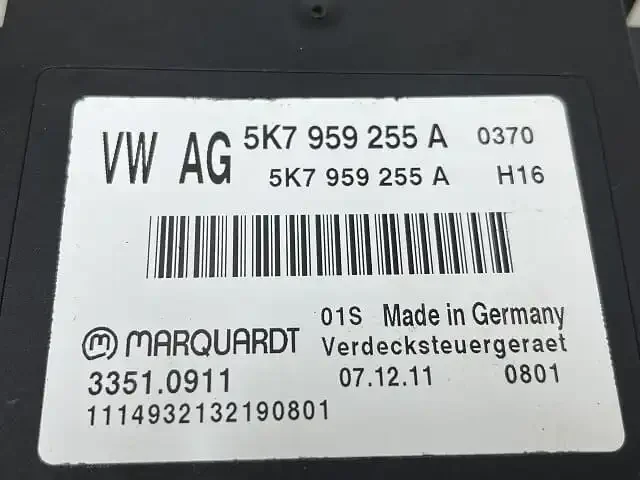 VW AG 5K7 959 255 A 0370
5K7 959 255 A H16
01S Made in Germany
MARQUARDT Verdecksteuergeraet
3351.0911 07.12.11 0801
1114932132190801